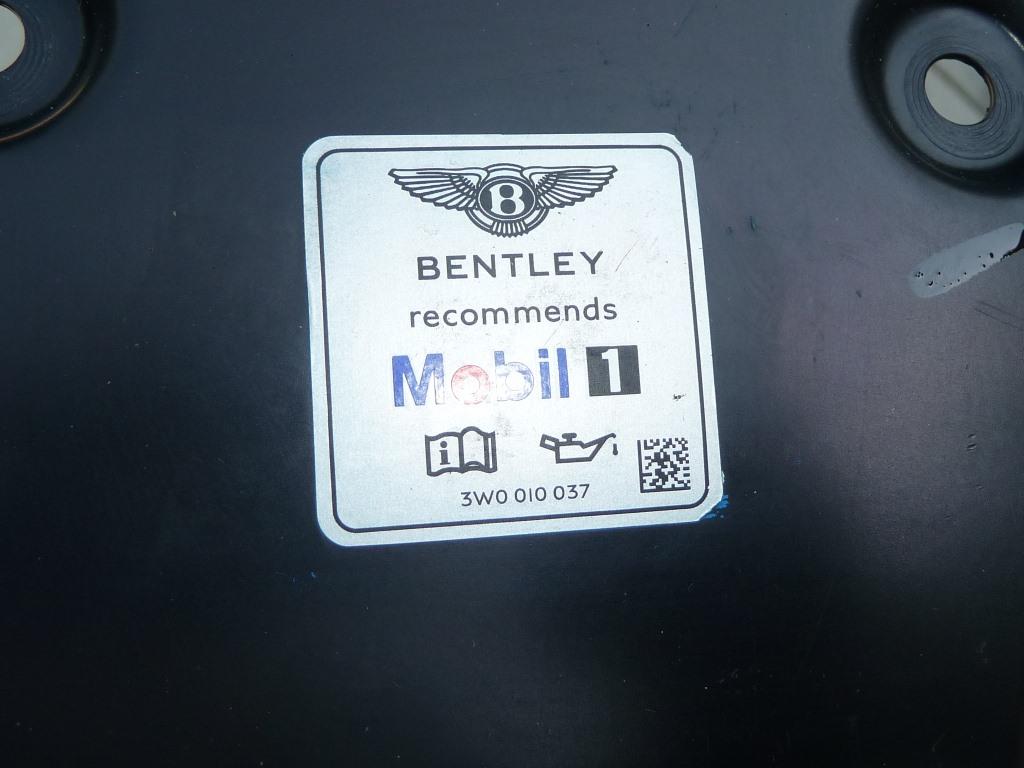 B
BENTLEY
recommends
Mobil 1
i
3W0 010 037